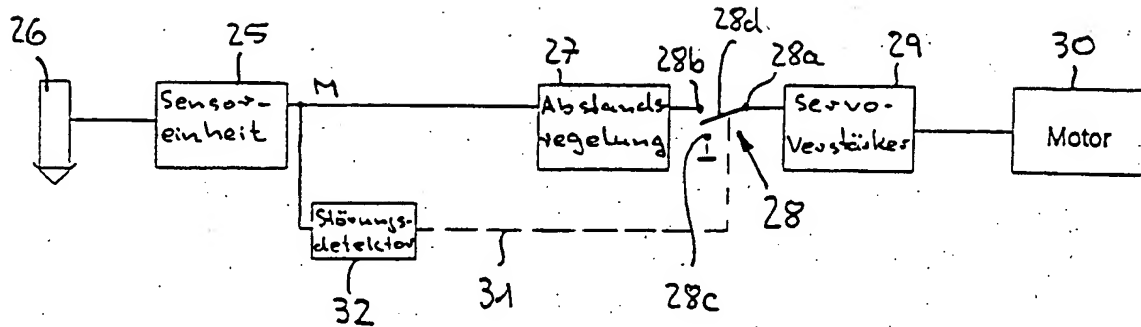 26
25
27
28b
28d
28a
29
30
Sensor-
einheit
M
Abstands
regelung
Servo-
verstärker
Motor
28
Störungs-
detektor
32
31
28c